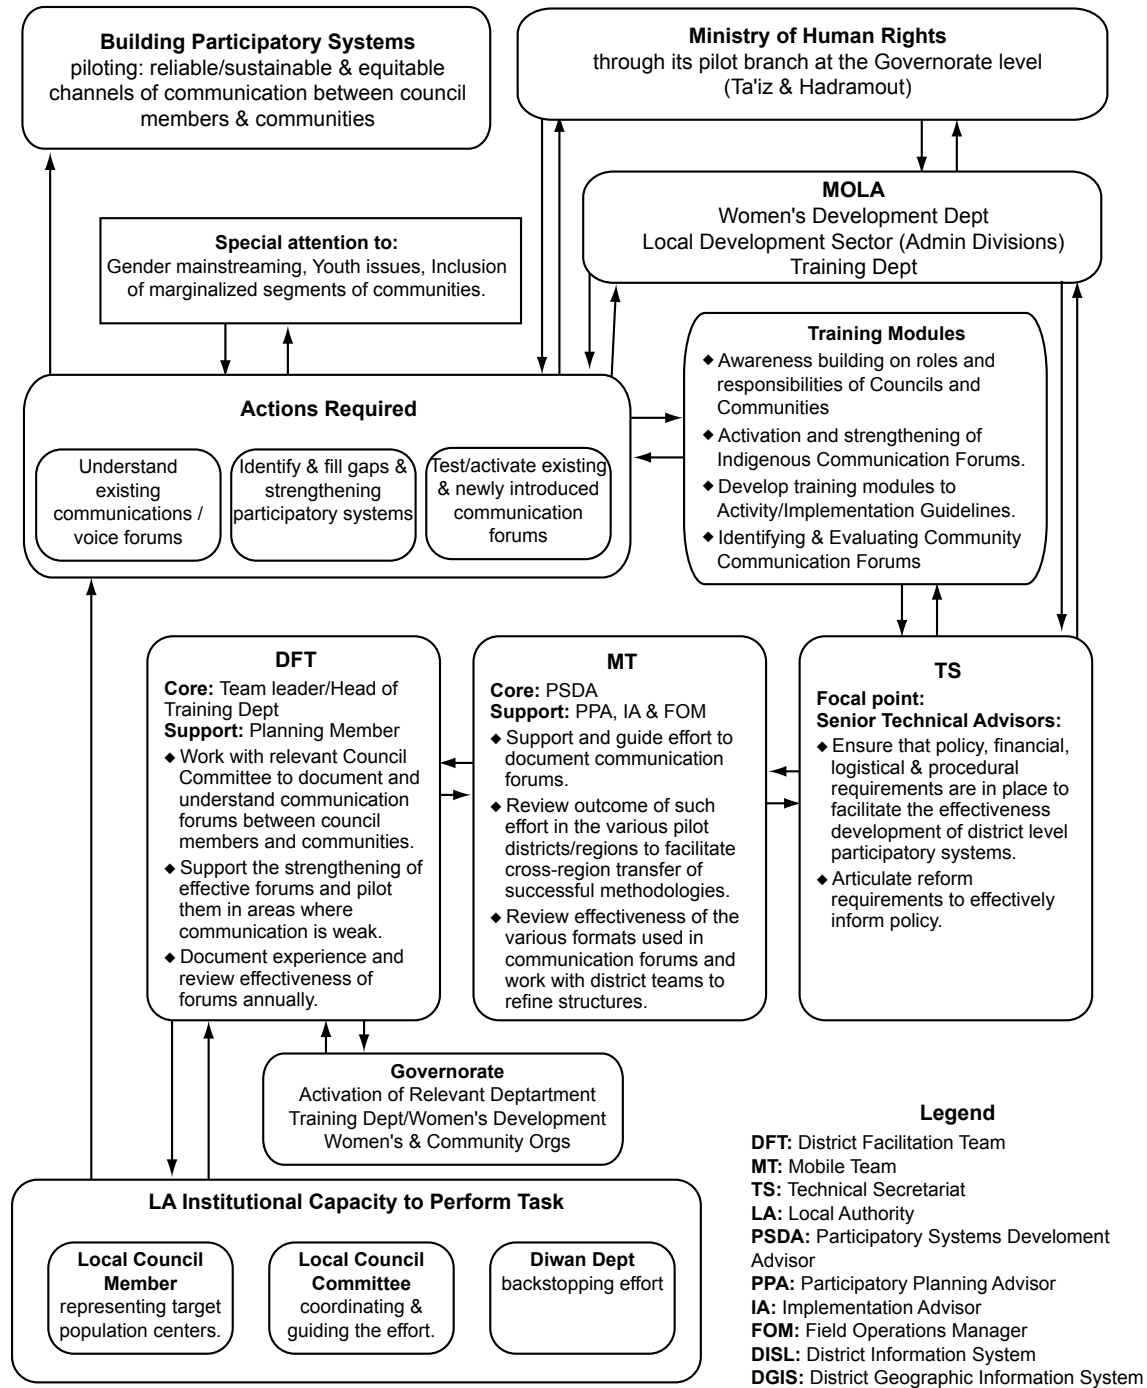 Building Participatory Systems
piloting: reliable/sustainable & equitable
channels of communication between council
members & communities
Ministry of Human Rights
through its pilot branch at the Governorate level
(Ta'iz & Hadramout)
MOLA
Women's Development Dept
Local Development Sector (Admin Divisions)
Training Dept
Special attention to:
Gender mainstreaming, Youth issues, Inclusion
of marginalized segments of communities.
Training Modules
◆ Awareness building on roles and
responsibilities of Councils and
Communities
◆ Activation and strengthening of
Indigenous Communication Forums.
◆ Develop training modules to
Activity/Implementation Guidelines.
◆ Identifying & Evaluating Community
Communication Forums
Actions Required
Understand
existing
communications /
voice forums
Identify & fill gaps &
strengthening
participatory systems
Test/activate existing
& newly introduced
communication
forums
DFT
Core: Team leader/Head of
Training Dept
Support: Planning Member
◆ Work with relevant Council
Committee to document and
understand communication
forums between council
members and communities.
◆ Support the strengthening of
effective forums and pilot
them in areas where
communication is weak.
◆ Document experience and
review effectiveness of
forums annually.
MT
Core: PSDA
Support: PPA, IA & FOM
◆ Support and guide effort to
document communication
forums.
◆ Review outcome of such
effort in the various pilot
districts/regions to facilitate
cross-region transfer of
successful methodologies.
◆ Review effectiveness of the
various formats used in
communication forums and
work with district teams to
refine structures.
TS
Focal point:
Senior Technical Advisors:
◆ Ensure that policy, financial,
logistical & procedural
requirements are in place to
facilitate the effectiveness
development of district level
participatory systems.
◆ Articulate reform
requirements to effectively
inform policy.
Governorate
Activation of Relevant Deptartment
Training Dept/Women's Development
Women's & Community Orgs
LA Institutional Capacity to Perform Task
Local Council
Member
representing target
population centers.
Local Council
Committee
coordinating &
guiding the effort.
Diwan Dept
backstopping effort
Legend
DFT: District Facilitation Team
MT: Mobile Team
TS: Technical Secretariat
LA: Local Authority
PSDA: Participatory Systems Develoment
Advisor
PPA: Participatory Planning Advisor
IA: Implementation Advisor
FOM: Field Operations Manager
DISL: District Information System
DGIS: District Geographic Information System